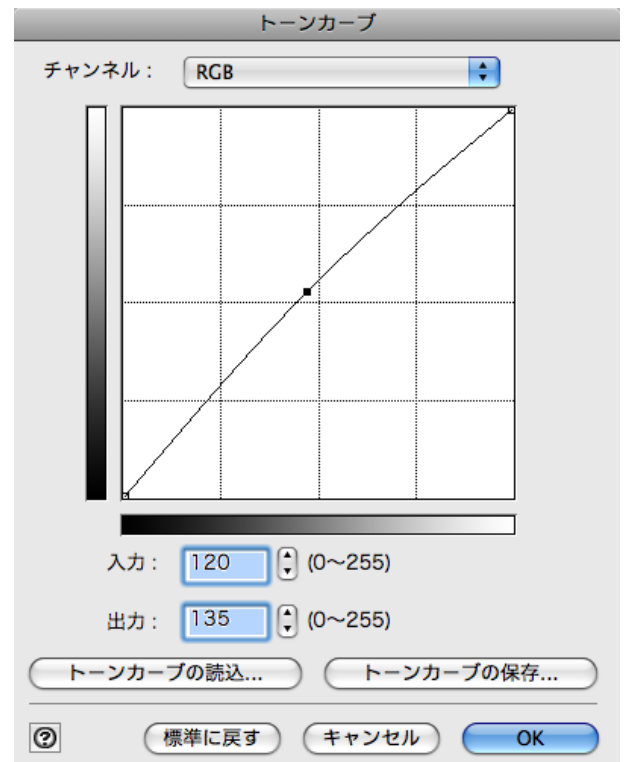 トーンカーブ
チャンネル： RGB
入力： 120 (0〜255)
出力： 135 (0〜255)
トーンカーブの読込... トーンカーブの保存...
? 標準に戻す キャンセル OK